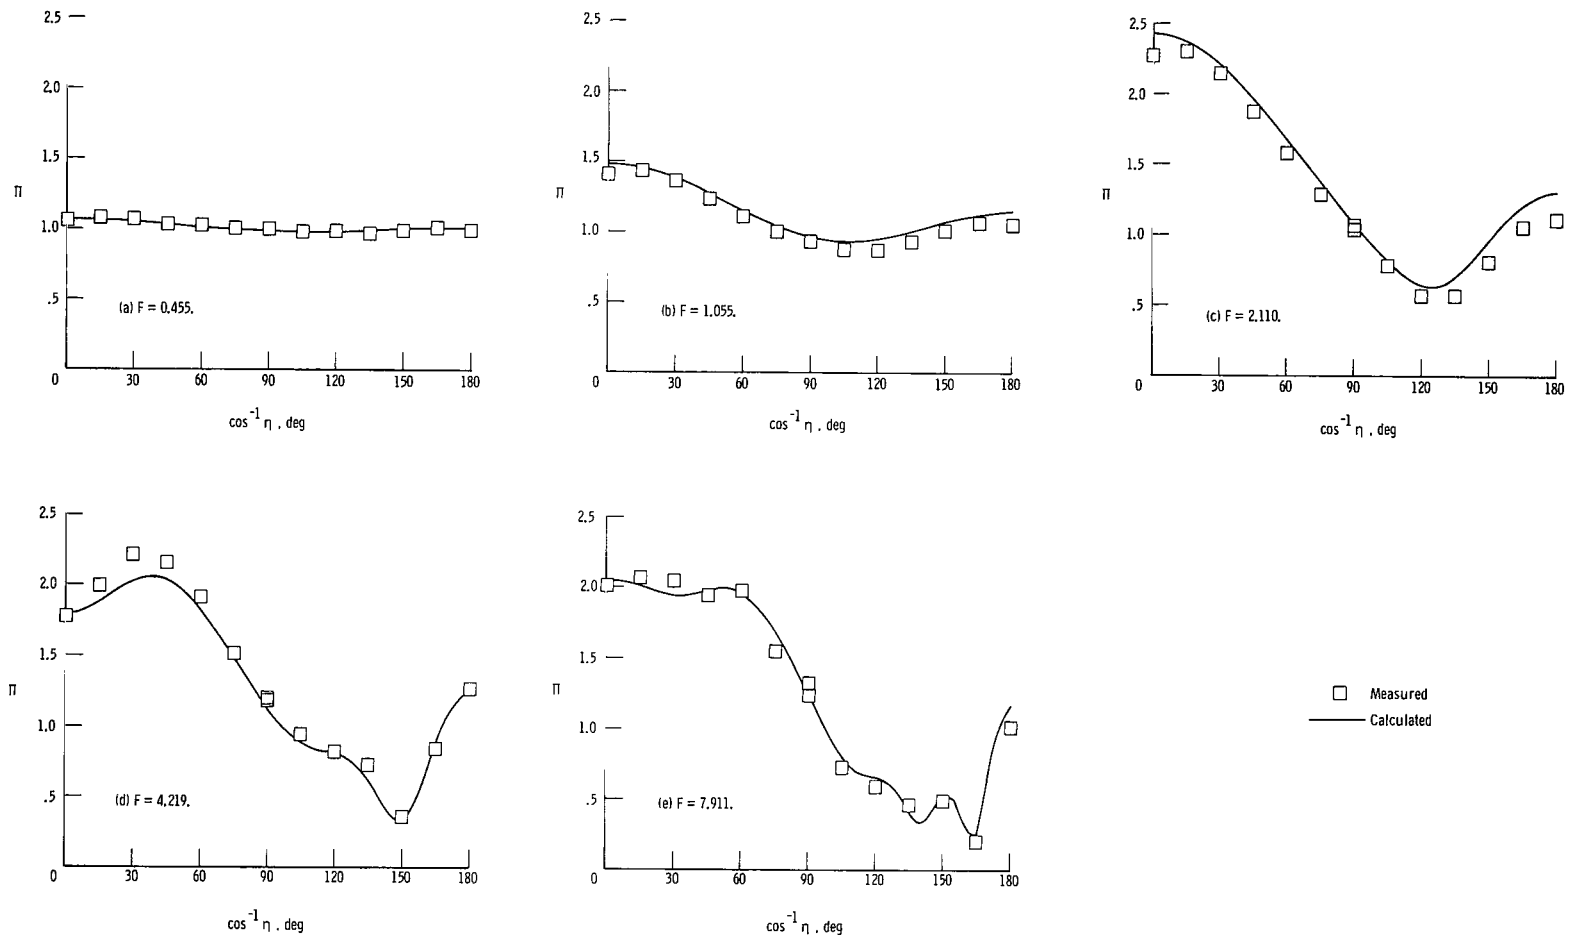 2.5
2.0
1.5
Π
1.0
.5
(a) F = 0.455.
0 30 60 90 120 150 180
cos⁻¹ η , deg
2.5
2.0
1.5
Π
1.0
.5
(b) F = 1.055.
0 30 60 90 120 150 180
cos⁻¹ η , deg
2.5
2.0
1.5
Π
1.0
.5
(c) F = 2.110.
0 30 60 90 120 150 180
cos⁻¹ η , deg
2.5
2.0
1.5
Π
1.0
.5
(d) F = 4.219.
0 30 60 90 120 150 180
cos⁻¹ η , deg
2.5
2.0
1.5
Π
1.0
.5
(e) F = 7.911.
0 30 60 90 120 150 180
cos⁻¹ η , deg
Measured
Calculated